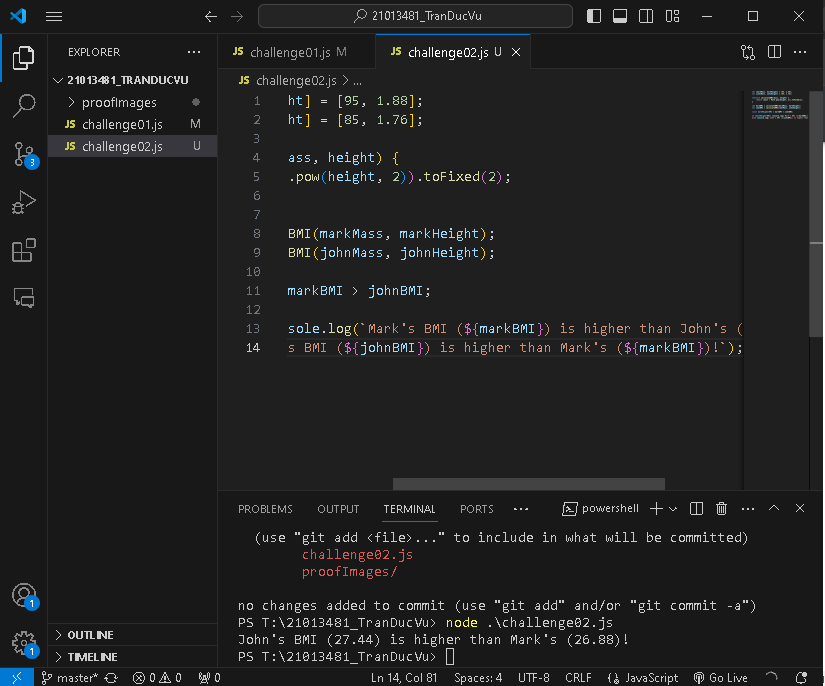 21013481_TranDucVu
EXPLORER
21013481_TRANDUCVU
proofImages
JS challenge01.js M
JS challenge02.js U
JS challenge01.js M
JS challenge02.js U
JS challenge02.js > ...
1 ht] = [95, 1.88];
2 ht] = [85, 1.76];
3
4 ass, height) {
5 .pow(height, 2)).toFixed(2);
6
7
8 BMI(markMass, markHeight);
9 BMI(johnMass, johnHeight);
10
11 markBMI > johnBMI;
12
13 sole.log(`Mark's BMI (${markBMI}) is higher than John's (
14 s BMI (${johnBMI}) is higher than Mark's (${markBMI})!`);
PROBLEMS OUTPUT TERMINAL PORTS ... powershell
(use "git add <file>..." to include in what will be committed)
challenge02.js
proofImages/
no changes added to commit (use "git add" and/or "git commit -a")
PS T:\21013481_TranDucVu> node .\challenge02.js
John's BMI (27.44) is higher than Mark's (26.88)!
PS T:\21013481_TranDucVu>
3
1
1
OUTLINE
TIMELINE
master* 0 0 0 Ln 14, Col 81 Spaces: 4 UTF-8 CRLF {} JavaScript Go Live